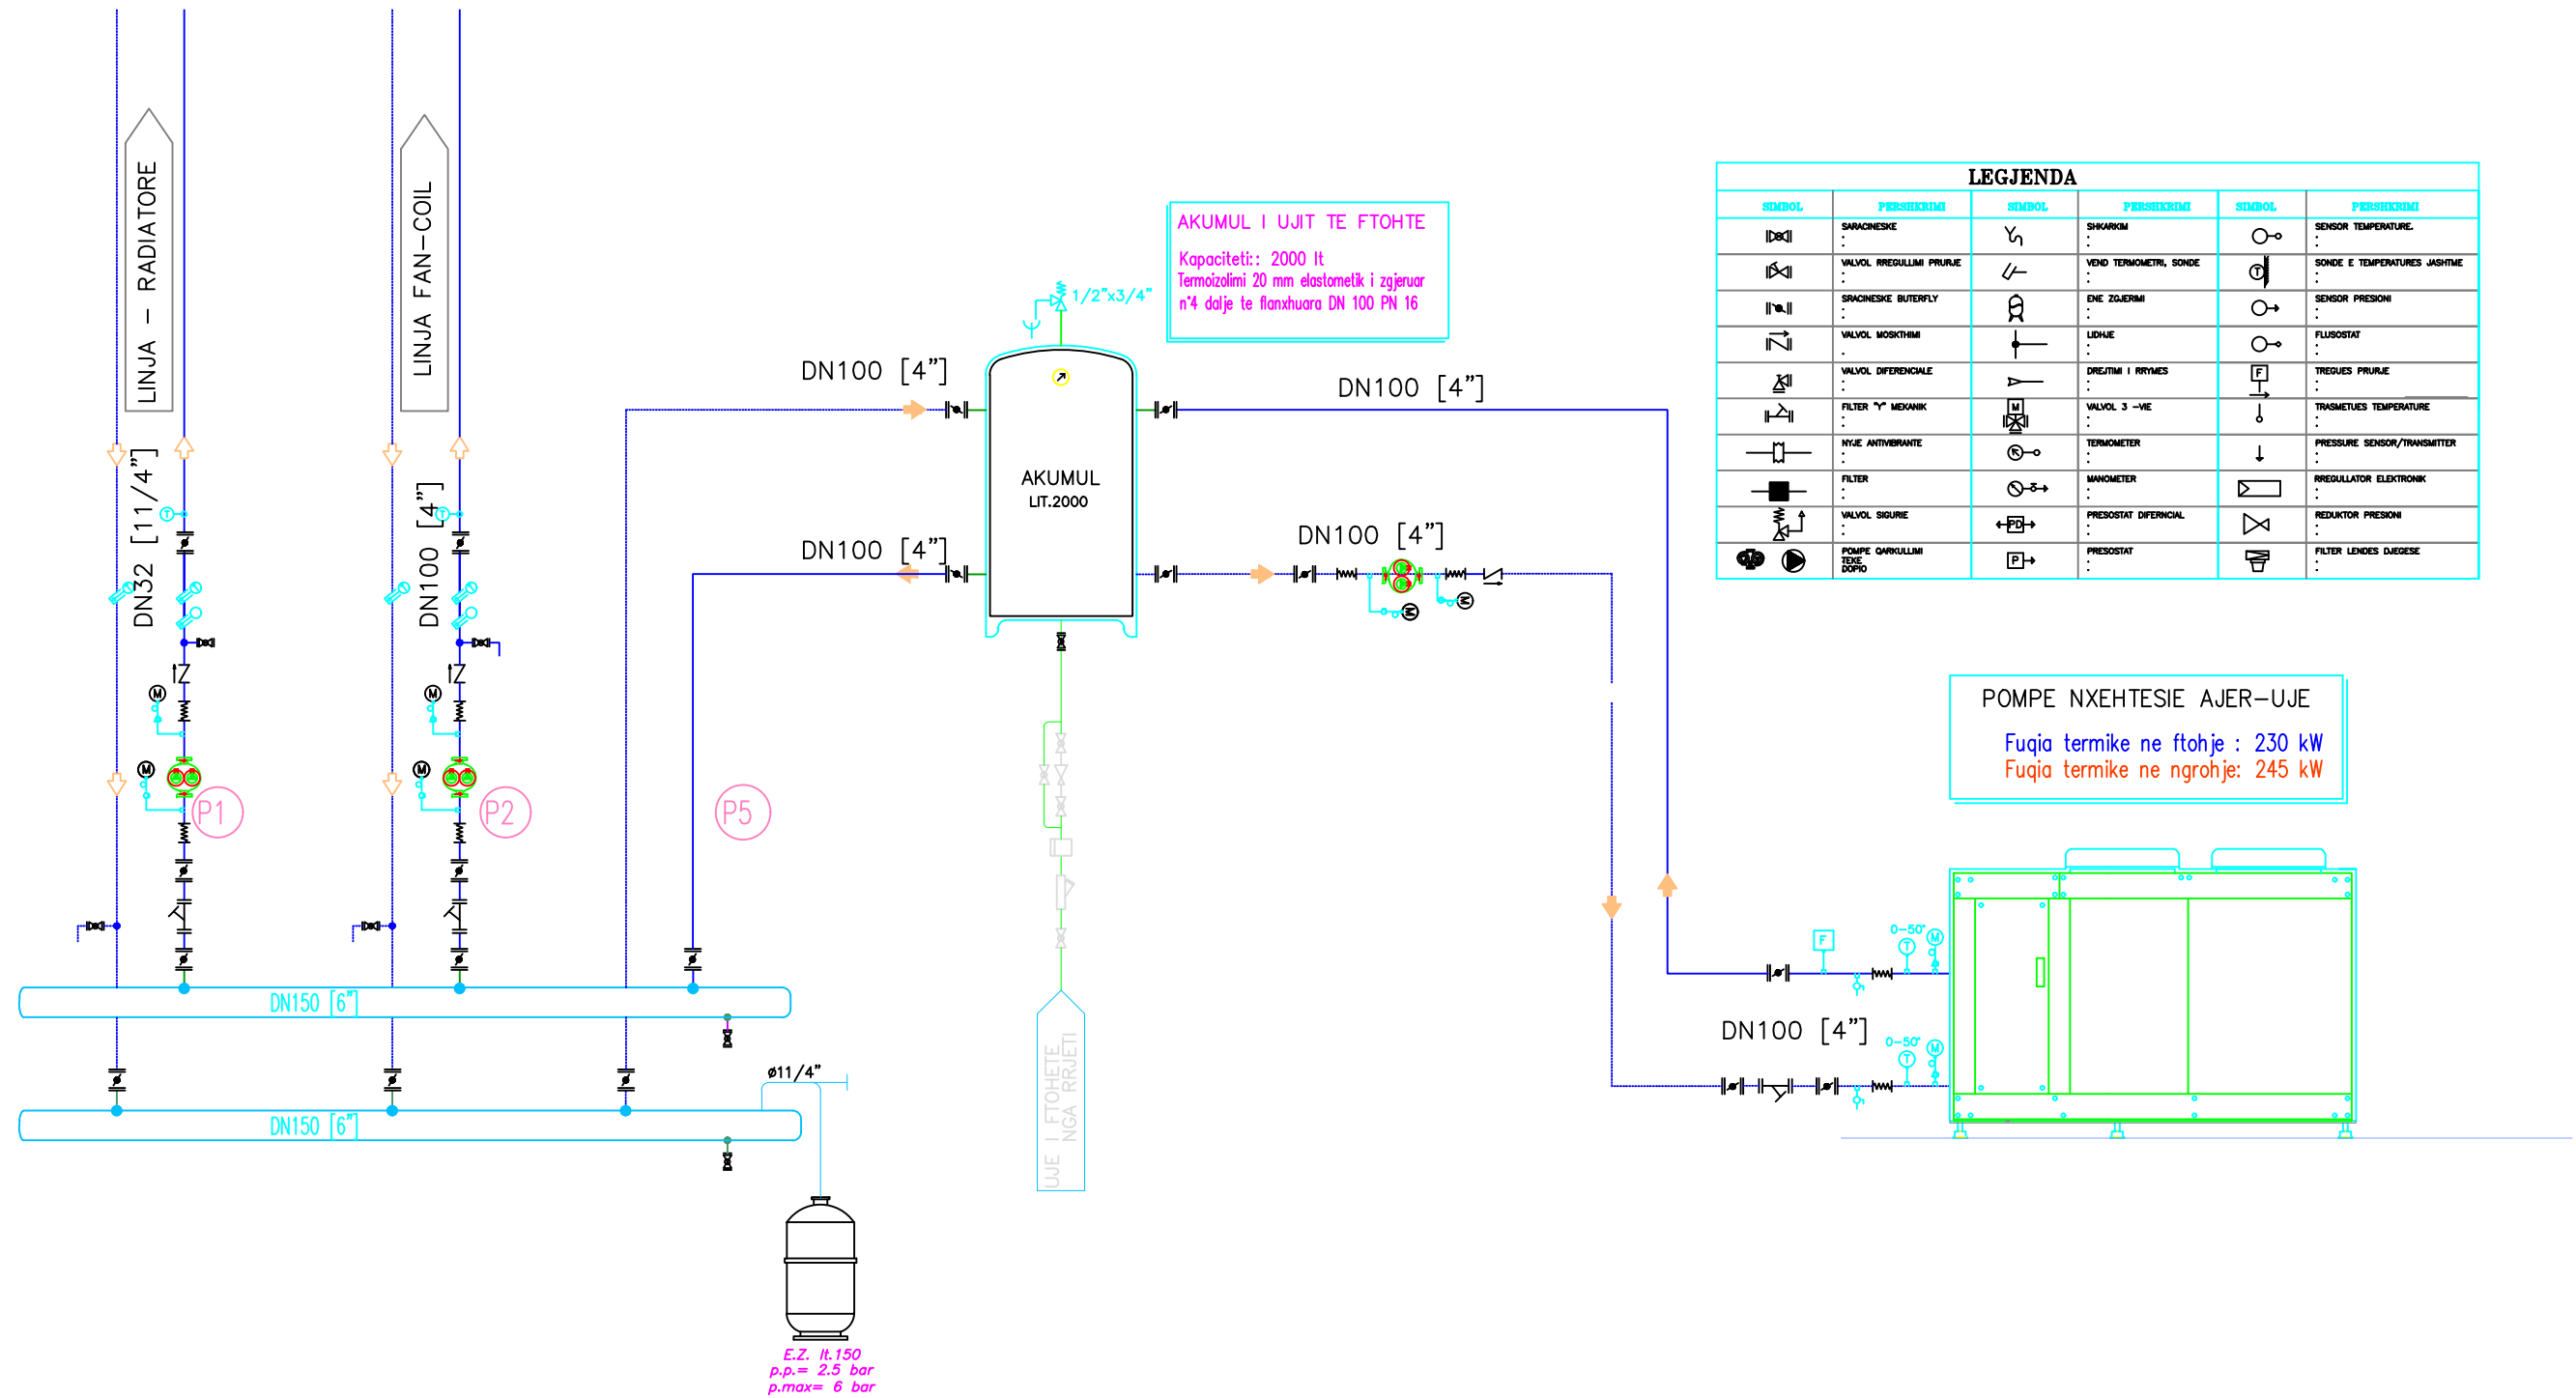 LINJA - RADIATORE
LINJA FAN-COIL
DN32 [11/4"]
DN100 [4"]
T
T
M
M
M
M
P1
P2
P5
DN150 [6"]
DN150 [6"]
ø11/4"
E.Z. lt.150
p.p.= 2.5 bar
p.max= 6 bar
DN100 [4"]
DN100 [4"]
1/2"x3/4"
AKUMUL
LIT.2000
AKUMUL I UJIT TE FTOHTE
Kapaciteti:: 2000 lt
Termoizolimi 20 mm elastometik i zgjeruar
n°4 dalje te flanxhuara DN 100 PN 16
DN100 [4"]
DN100 [4"]
M
M
UJE I FTOHETE
NGA RRJETI
LEGJENDA
SIMBOL PERSHKRIMI SIMBOL PERSHKRIMI SIMBOL PERSHKRIMI
SARACINESKE SHKARKIM SENSOR TEMPERATURE.
VALVOL RREGULLIMI PRURJE VEND TERMOMETRI, SONDE T SONDE E TEMPERATURES JASHTME
SRACINESKE BUTERFLY ENE ZGJERIMI SENSOR PRESIONI
VALVOL MOSKTHIMI LIDHJE FLUSOSTAT
VALVOL DIFERENCIALE DREJTIMI I RRYMES F TREGUES PRURJE
FILTER "Y" MEKANIK M VALVOL 3 -VIE TRASMETUES TEMPERATURE
NYJE ANTIVIBRANTE TERMOMETER PRESSURE SENSOR/TRANSMITTER
FILTER MANOMETER RREGULLATOR ELEKTRONIK
VALVOL SIGURIE PD PRESOSTAT DIFERNCIAL REDUKTOR PRESIONI
POMPE QARKULLIMI P PRESOSTAT FILTER LENDES DJEGESE
TEKE
DOPIO
POMPE NXEHTESIE AJER-UJE
Fuqia termike ne ftohje : 230 kW
Fuqia termike ne ngrohje: 245 kW
F
0-50°
T
M
DN100 [4"]
0-50°
T
M